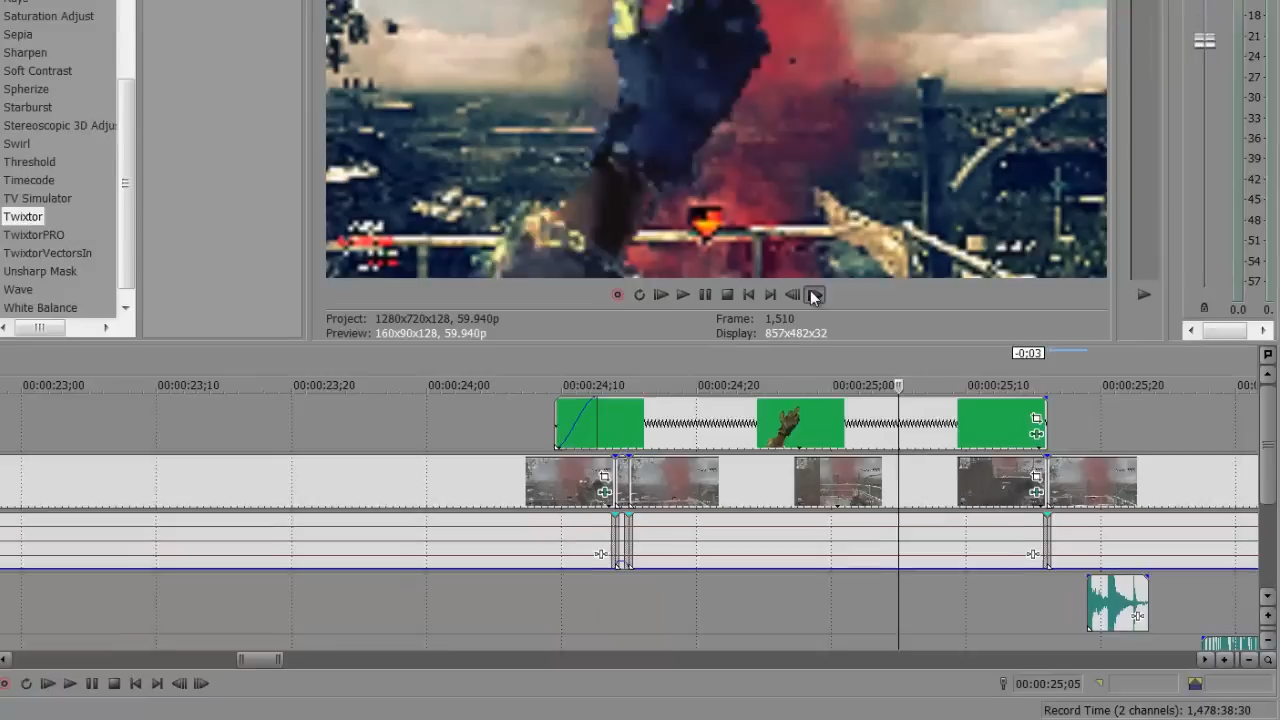 Saturation Adjust
Sepia
Sharpen
Soft Contrast
Spherize
Starburst
Stereoscopic 3D Adju
Swirl
Threshold
Timecode
TV Simulator
Twixtor
TwixtorPRO
TwixtorVectorsIn
Unsharp Mask
Wave
White Balance
Project: 1280x720x128, 59.940p
Preview: 160x90x128, 59.940p
Frame: 1,510
Display: 857x482x32
-18
-21
-24
-27
-30
-33
-36
-39
-42
-45
-48
-51
-54
-57
0. 0.
-0;03
00:00:23;00 00:00:23;10 00:00:23;20 00:00:24;00 00:00:24;10 00:00:24;20 00:00:25;00 00:00:25;10 00:00:25;20
00:00:25;05
Record Time (2 channels): 1,478:38:30